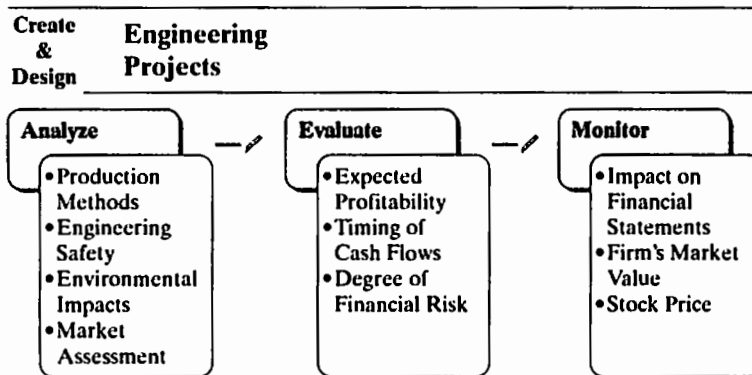 Create
&
Design
Engineering
Projects
Analyze
•Production
Methods
•Engineering
Safety
•Environmental
Impacts
•Market
Assessment
Evaluate
•Expected
Profitability
•Timing of
Cash Flows
•Degree of
Financial Risk
Monitor
•Impact on
Financial
Statements
•Firm's Market
Value
•Stock Price